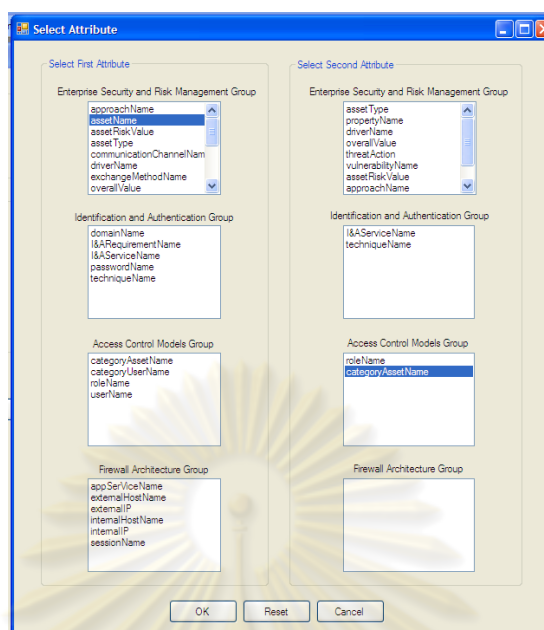 Select Attribute
Select First Attribute
Enterprise Security and Risk Management Group
approachName
assetName
assetRiskValue
assetType
communicationChannelNam
driverName
exchangeMethodName
overallValue
Identification and Authentication Group
domainName
I&ARequirementName
I&AServiceName
passwordName
techniqueName
Access Control Models Group
categoryAssetName
categoryUserName
roleName
userName
Firewall Architecture Group
appSerViceName
externalHostName
externalIP
internalHostName
internalIP
sessionName
Select Second Attribute
Enterprise Security and Risk Management Group
assetType
propertyName
driverName
overallValue
threatAction
vulnerabilityName
assetRiskValue
approachName
Identification and Authentication Group
I&AServiceName
techniqueName
Access Control Models Group
roleName
categoryAssetName
Firewall Architecture Group
OK
Reset
Cancel